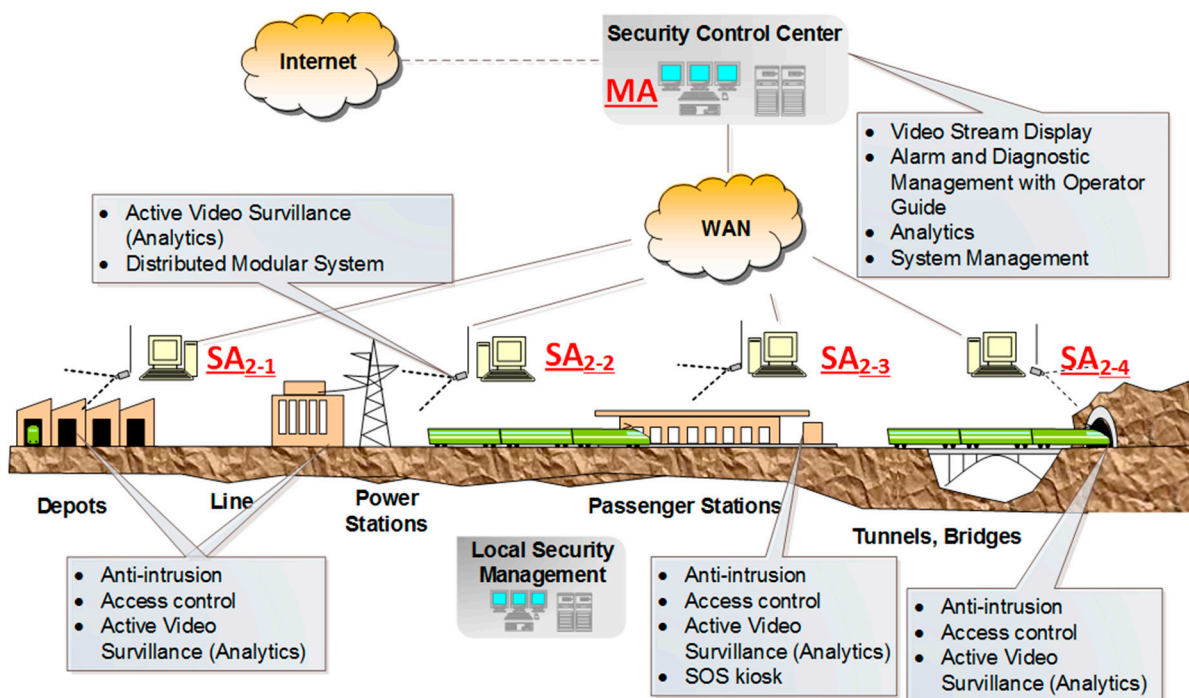 Internet
Security Control Center
MA
• Video Stream Display
• Alarm and Diagnostic
Management with Operator
Guide
• Analytics
• System Management
• Active Video Survillance
(Analytics)
• Distributed Modular System
WAN
SA2-1
SA2-2
SA2-3
SA2-4
Depots
Line
Power
Stations
Passenger Stations
Tunnels, Bridges
• Anti-intrusion
• Access control
• Active Video
Survillance (Analytics)
Local Security
Management
• Anti-intrusion
• Access control
• Active Video
Survillance (Analytics)
• SOS kiosk
• Anti-intrusion
• Access control
• Active Video
Survillance (Analytics)